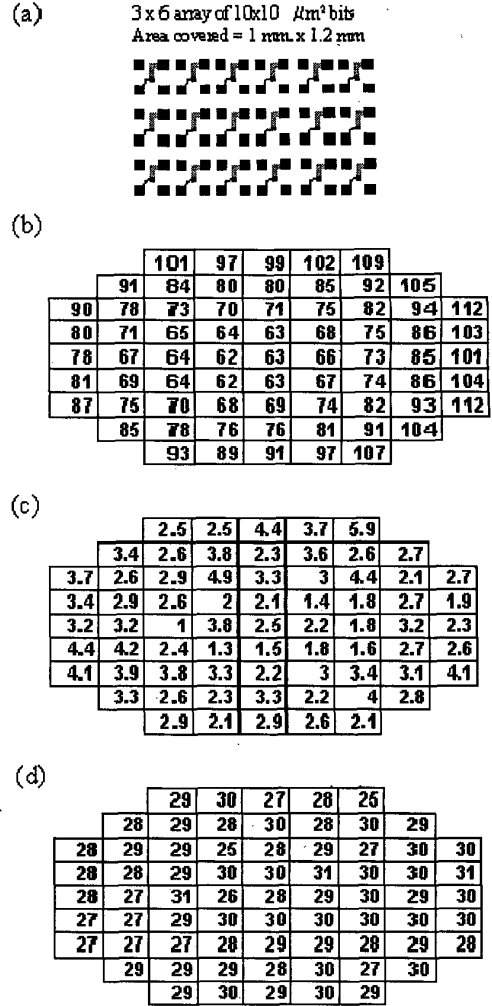 (a)
3 x 6 array of 10x10 μm² bits
Area covered = 1 mm x 1.2 mm
(b)
101 97 99 102 109
91 84 80 80 85 92 105
90 78 73 70 71 75 82 94 112
80 71 65 64 63 68 75 86 103
78 67 64 62 63 66 73 85 101
81 69 64 62 63 67 74 86 104
87 75 70 68 69 74 82 93 112
85 78 76 76 81 91 104
93 89 91 97 107
(c)
2.5 2.5 4.4 3.7 5.9
3.4 2.6 3.8 2.3 3.6 2.6 2.7
3.7 2.6 2.9 4.9 3.3 3 4.4 2.1 2.7
3.4 2.9 2.6 2 2.1 1.4 1.8 2.7 1.9
3.2 3.2 1 3.8 2.5 2.2 1.8 3.2 2.3
4.4 4.2 2.4 1.3 1.5 1.8 1.6 2.7 2.6
4.1 3.9 3.8 3.3 2.2 3 3.4 3.1 4.1
3.3 2.6 2.3 3.3 2.2 4 2.8
2.9 2.1 2.9 2.6 2.1
(d)
29 30 27 28 25
28 29 28 30 28 30 29
28 29 29 25 28 29 27 30 30
28 28 29 30 30 31 30 30 31
28 27 31 26 28 29 30 29 30
27 27 29 30 30 30 30 30 30
27 27 27 28 29 29 28 29 28
29 29 29 28 30 27 30
29 30 29 30 29